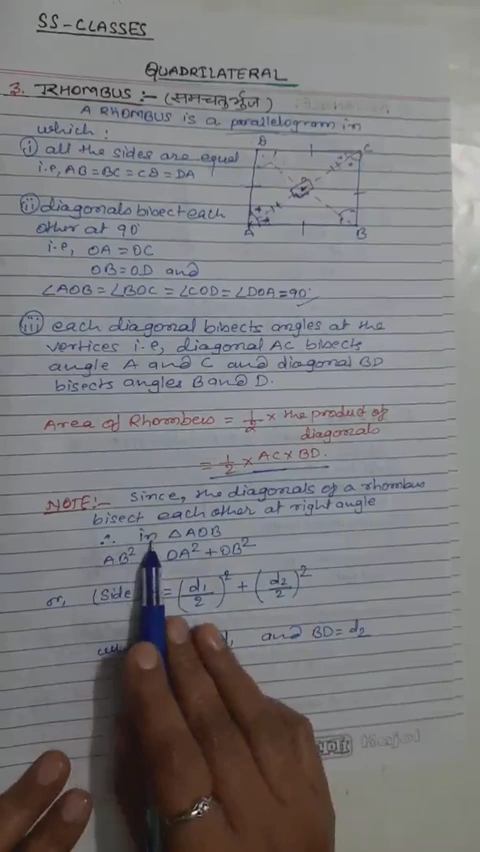 SS-CLASSES
QUADRILATERAL
3. RHOMBUS :- (समचतुर्भुज)
A RHOMBUS is a parallelogram in
which :
(i) all the sides are equal
i.e, AB = BC = CD = DA
D C
A B
(ii) diagonals bisect each
other at 90°
i.e, OA = OC
OB = OD and
∠AOB = ∠BOC = ∠COD = ∠DOA = 90°
(iii) each diagonal bisects angles at the
vertices i.e, diagonal AC bisects
angle A and C and diagonal BD
bisects angles B and D.
Area of Rhombus = 1/2 × the product of
diagonals
= 1/2 × AC × BD.
NOTE:- Since, the diagonals of a rhombus
bisect each other at right angle
∴ in △AOB
AB² OA² + OB²
or, (Side = (d₁/2)² + (d₂/2)²
and BD = d₂
Kajal